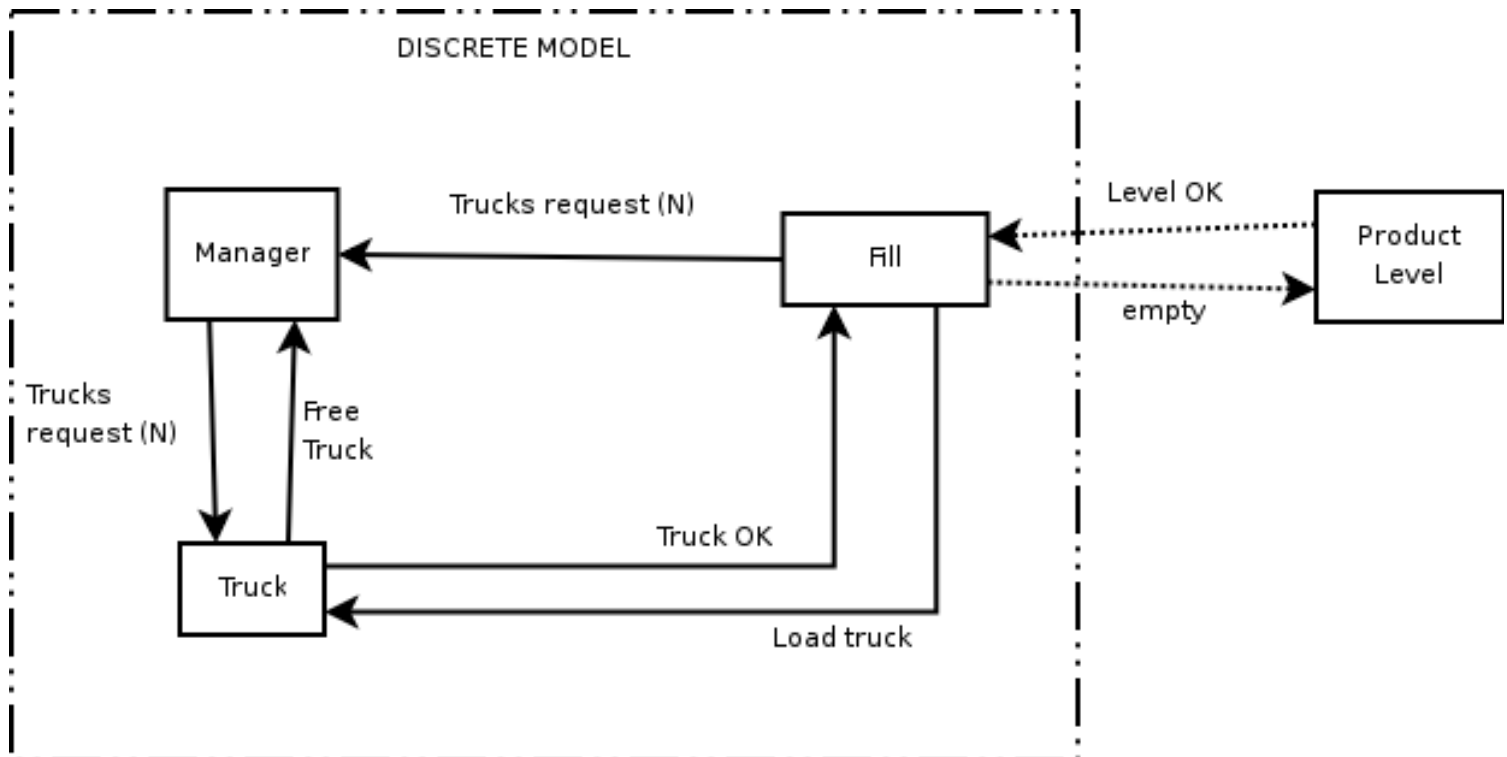 DISCRETE MODEL
Trucks request (N)
Level OK
Manager
Fill
Product
Level
empty
Trucks
request (N)
Free
Truck
Truck OK
Truck
Load truck